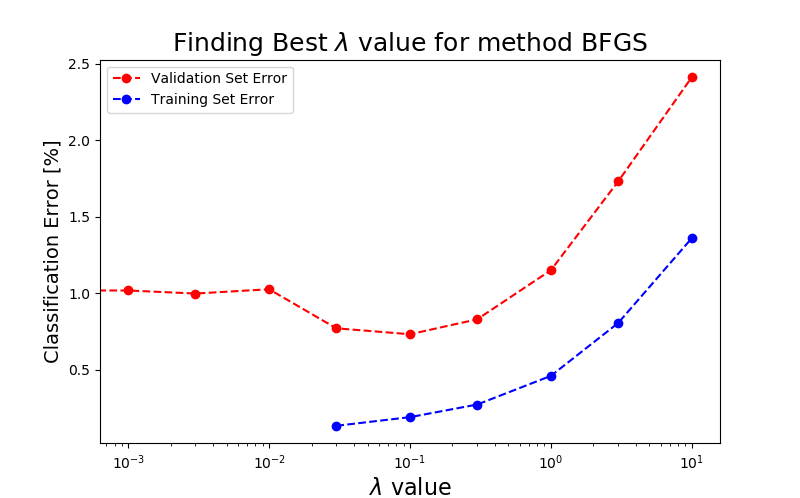 Finding Best λ value for method BFGS
Validation Set Error
Training Set Error
Classification Error [%]
2.5
2.0
1.5
1.0
0.5
10⁻³ 10⁻² 10⁻¹ 10⁰ 10¹
λ value